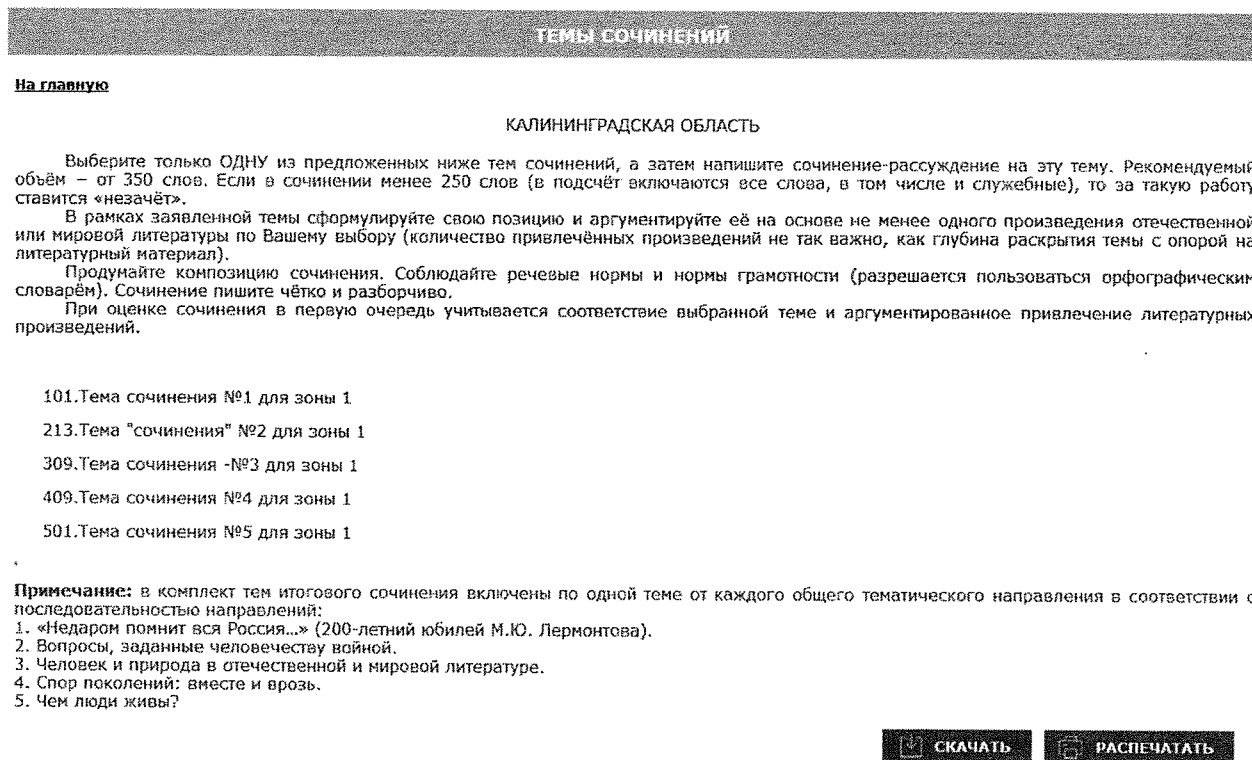 ТЕМЫ СОЧИНЕНИЙ
На главную
КАЛИНИНГРАДСКАЯ ОБЛАСТЬ
Выберите только ОДНУ из предложенных ниже тем сочинений, а затем напишите сочинение-рассуждение на эту тему. Рекомендуемый
объём – от 350 слов. Если в сочинении менее 250 слов (в подсчёт включаются все слова, в том числе и служебные), то за такую работу
ставится «незачёт».
В рамках заявленной темы сформулируйте свою позицию и аргументируйте её на основе не менее одного произведения отечественной
или мировой литературы по Вашему выбору (количество привлечённых произведений не так важно, как глубина раскрытия темы с опорой на
литературный материал).
Продумайте композицию сочинения. Соблюдайте речевые нормы и нормы грамотности (разрешается пользоваться орфографическим
словарём). Сочинение пишите чётко и разборчиво.
При оценке сочинения в первую очередь учитывается соответствие выбранной теме и аргументированное привлечение литературных
произведений.
101.Тема сочинения №1 для зоны 1
213.Тема "сочинения" №2 для зоны 1
309.Тема сочинения -№3 для зоны 1
409.Тема сочинения №4 для зоны 1
501.Тема сочинения №5 для зоны 1
Примечание: в комплект тем итогового сочинения включены по одной теме от каждого общего тематического направления в соответствии с
последовательностью направлений:
1. «Недаром помнит вся Россия...» (200-летний юбилей М.Ю. Лермонтова).
2. Вопросы, заданные человечеству войной.
3. Человек и природа в отечественной и мировой литературе.
4. Спор поколений: вместе и врозь.
5. Чем люди живы?
СКАЧАТЬ РАСПЕЧАТАТЬ